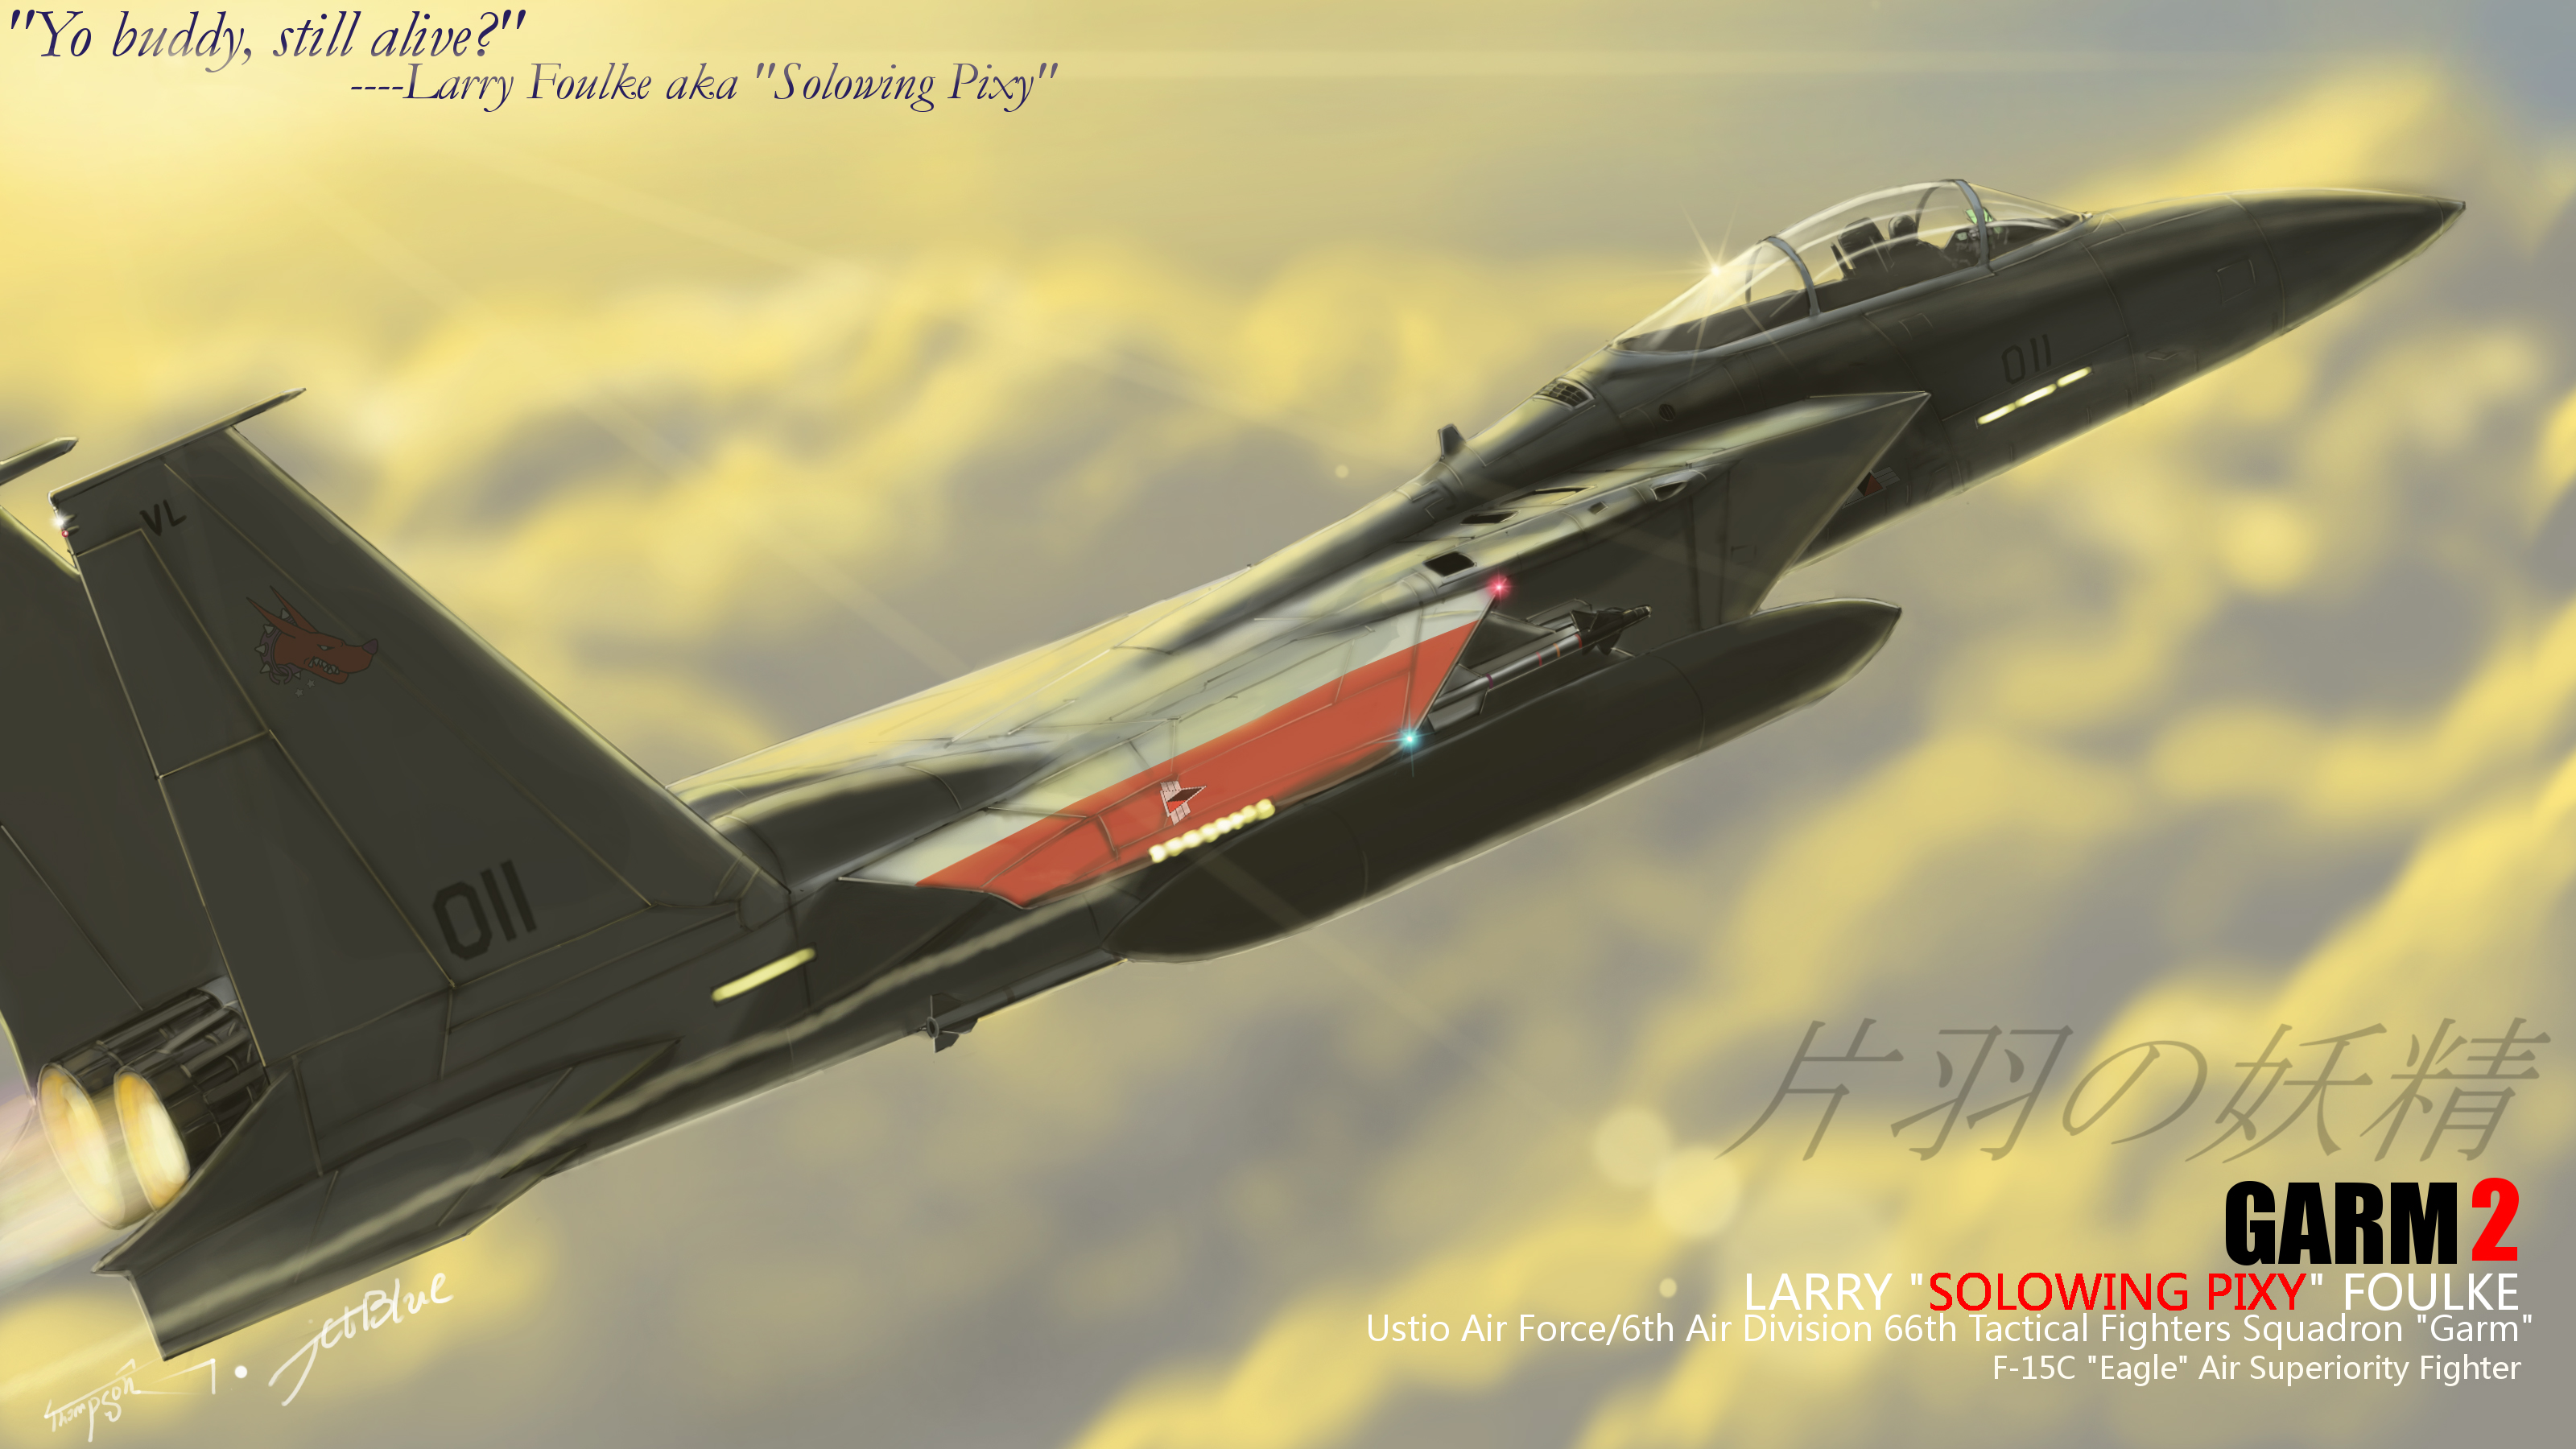 "Yo buddy, still alive?"
----Larry Foulke aka "Solowing Pixy"
VL
011
011
片羽の妖精
GARM 2
LARRY "SOLOWING PIXY" FOULKE
Ustio Air Force/6th Air Division 66th Tactical Fighters Squadron "Garm"
F-15C "Eagle" Air Superiority Fighter
Thompson J. JetBlue